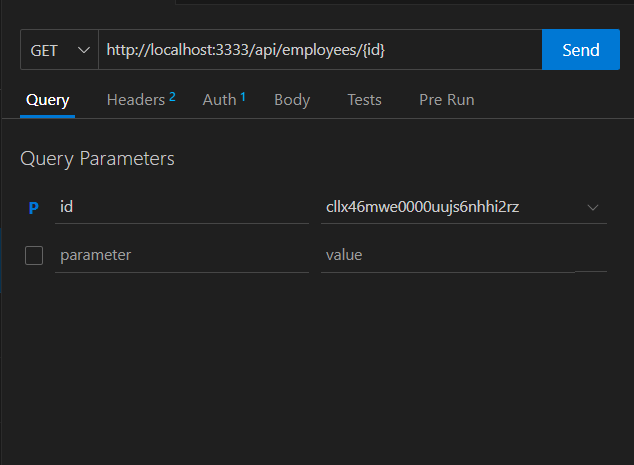 GET http://localhost:3333/api/employees/{id} Send
Query Headers 2 Auth 1 Body Tests Pre Run
Query Parameters
P id cllx46mwe0000uujs6nhhi2rz
parameter value